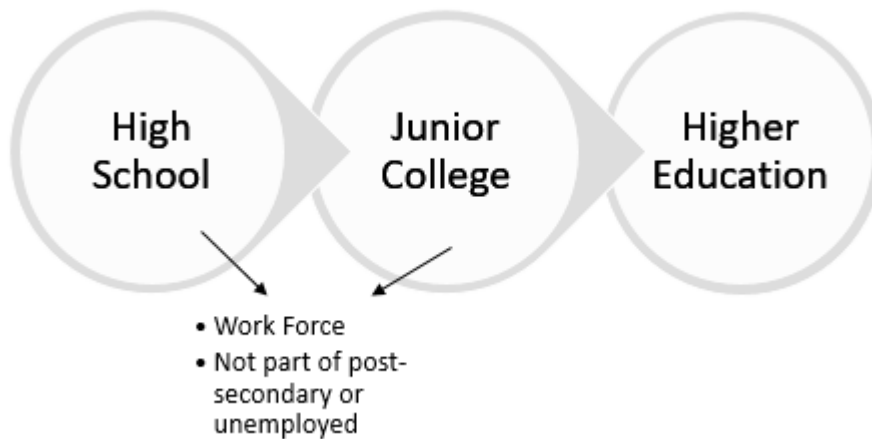 High
School
Junior
College
Higher
Education
• Work Force
• Not part of post-
secondary or
unemployed